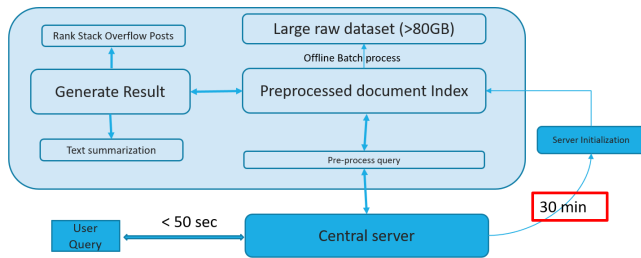 Rank Stack Overflow Posts
Large raw dataset (>80GB)
Offline Batch process
Generate Result
Preprocessed document Index
Text summarization
Pre-process query
Server Initialization
30 min
< 50 sec
User
Query
Central server